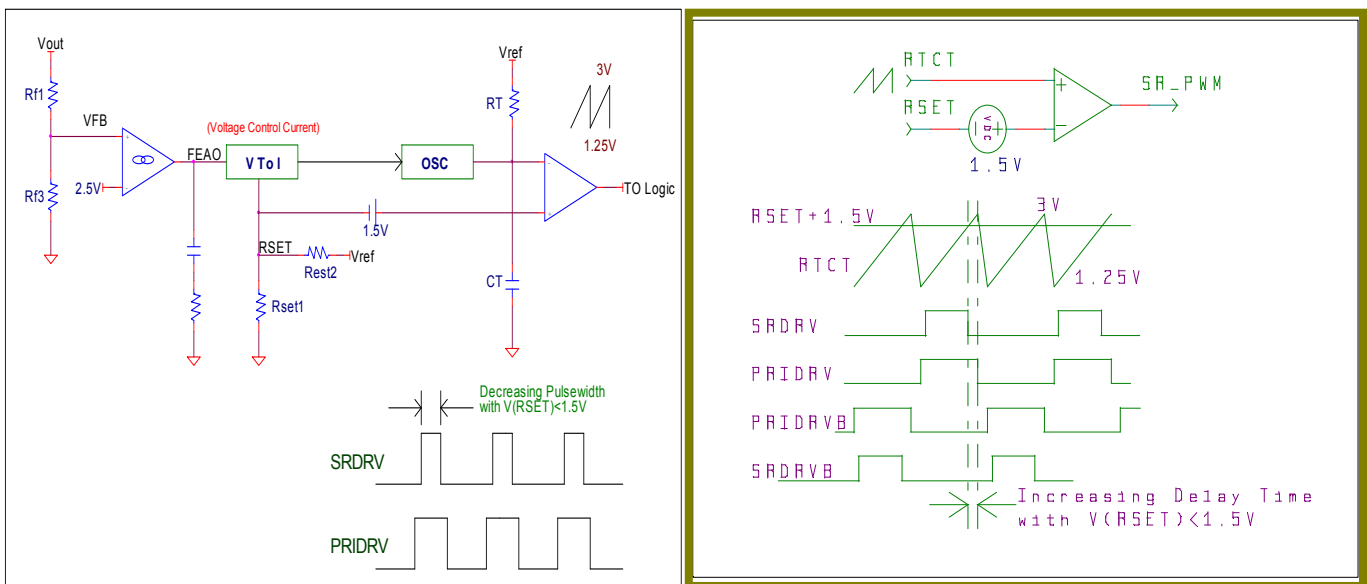 Vout
Rf1
VFB
Rf3
2.5V
+
-
FEAO
(Voltage Control Current)
V To I
OSC
Vref
RT
3V
1.25V
-
+
TO Logic
1.5V
RSET
Rest2
Vref
Rset1
CT
Decreasing Pulsewidth
with V(RSET)<1.5V
SRDRV
PRIDRV
RTCT
RSET
VDC
+
-
1.5V
SR_PWM
RSET+1.5V
3V
RTCT
1.25V
SRDRV
PRIDRV
PRIDRVB
SRDRVB
Increasing Delay Time
with V(RSET)<1.5V